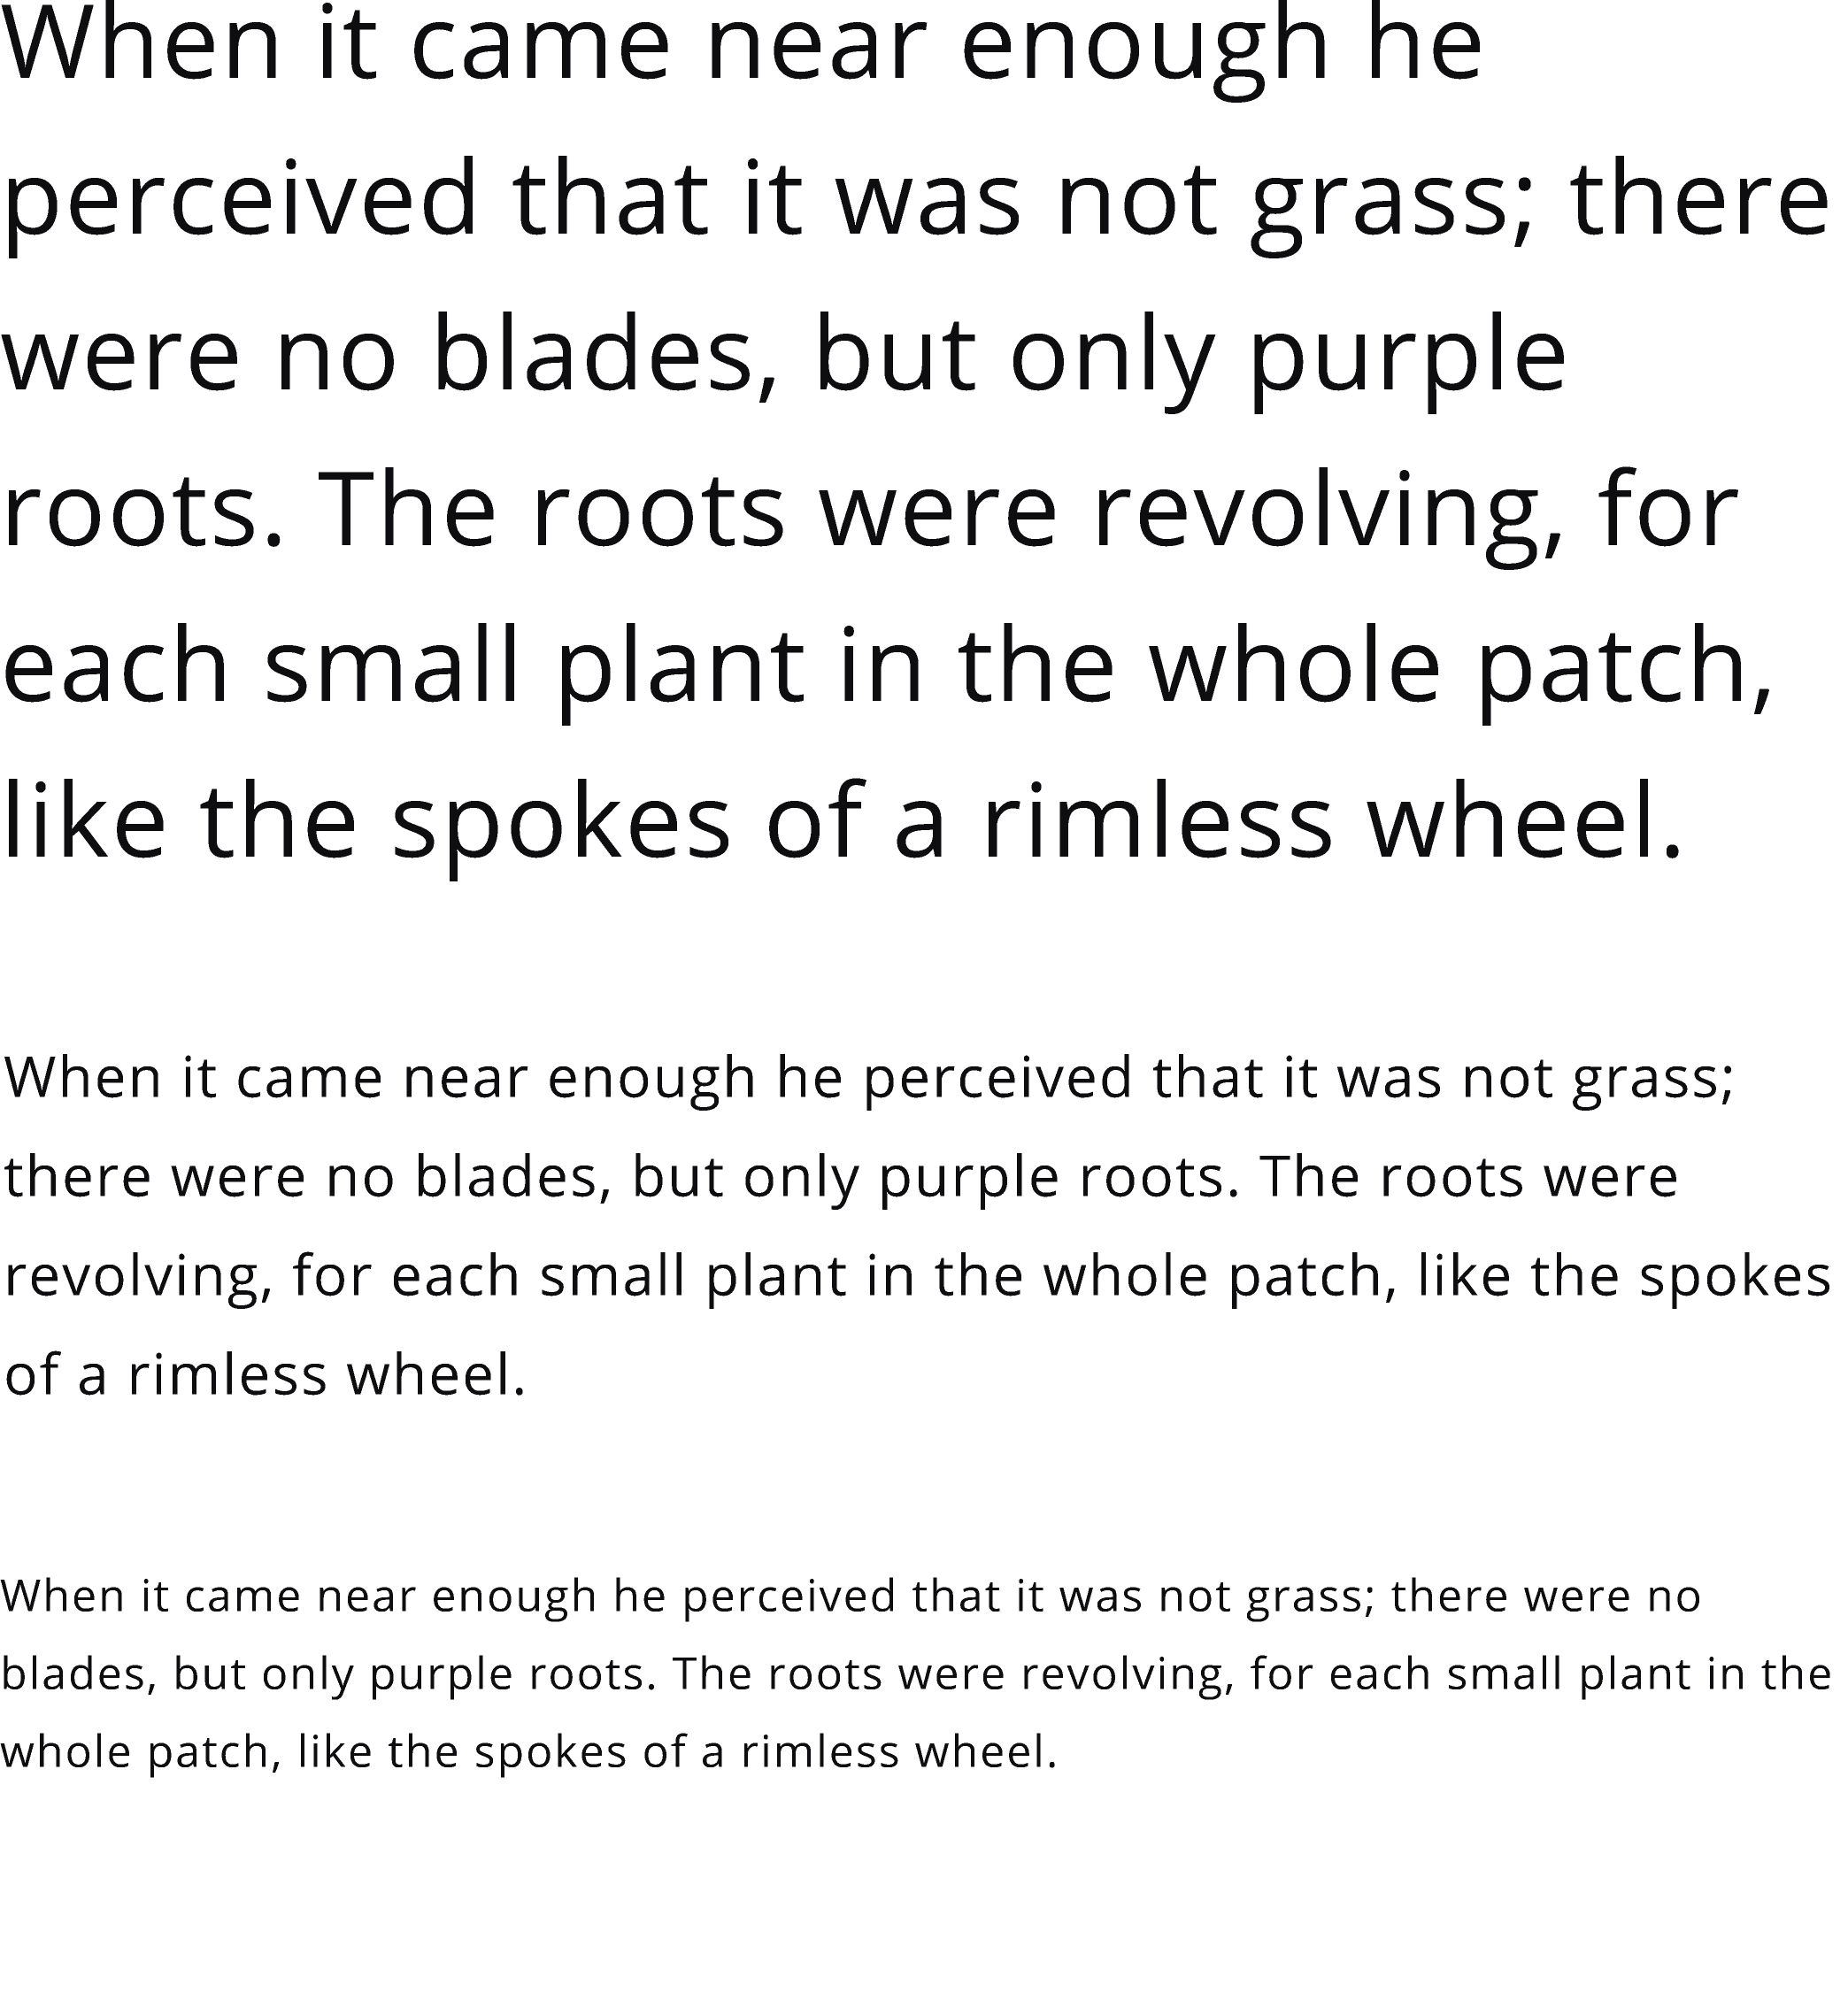 When it came near enough he
perceived that it was not grass; there
were no blades, but only purple
roots. The roots were revolving, for
each small plant in the whole patch,
like the spokes of a rimless wheel.
When it came near enough he perceived that it was not grass;
there were no blades, but only purple roots. The roots were
revolving, for each small plant in the whole patch, like the spokes
of a rimless wheel.
When it came near enough he perceived that it was not grass; there were no
blades, but only purple roots. The roots were revolving, for each small plant in the
whole patch, like the spokes of a rimless wheel.